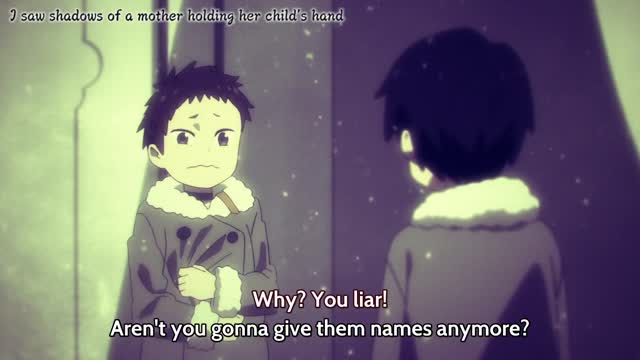 I saw shadows of a mother holding her child's hand
Why? You liar!
Aren't you gonna give them names anymore?